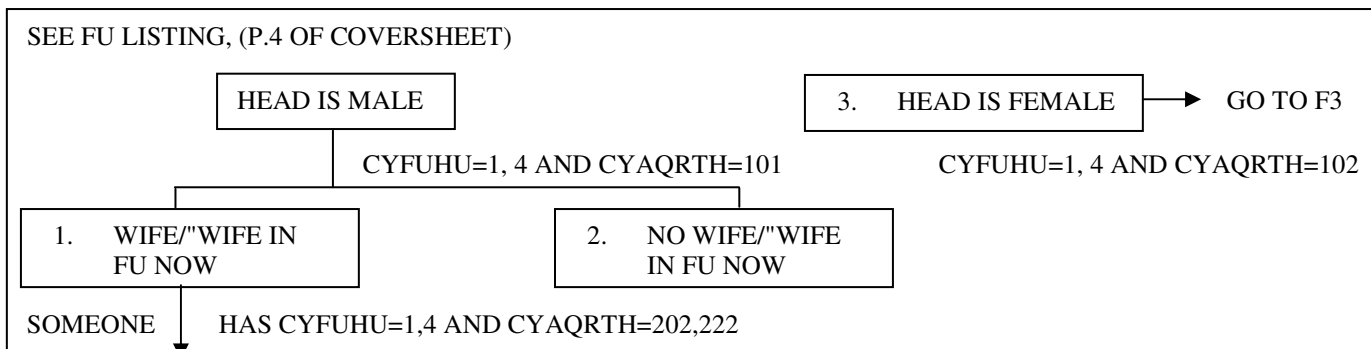 SEE FU LISTING, (P.4 OF COVERSHEET)
HEAD IS MALE
3. HEAD IS FEMALE
GO TO F3
CYFUHU=1, 4 AND CYAQRTH=101
CYFUHU=1, 4 AND CYAQRTH=102
1. WIFE/"WIFE IN
FU NOW
2. NO WIFE/"WIFE
IN FU NOW
SOMEONE HAS CYFUHU=1,4 AND CYAQRTH=202,222